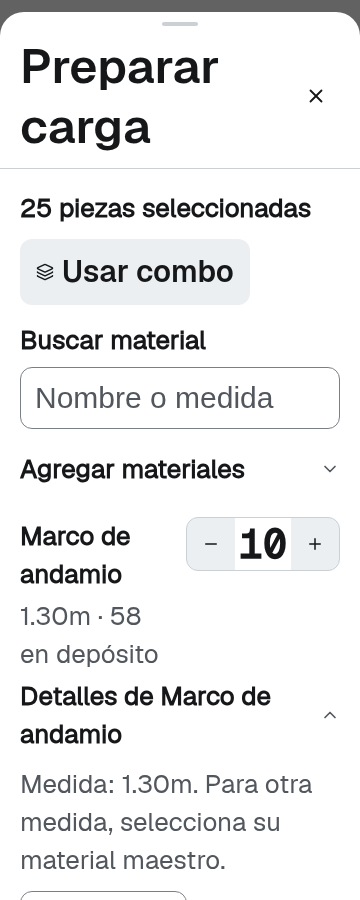 Preparar
carga
25 piezas seleccionadas
Usar combo
Buscar material
Nombre o medida
Agregar materiales
Marco de
andamio
− 10 +
1.30m · 58
en depósito
Detalles de Marco de
andamio
Medida: 1.30m. Para otra
medida, selecciona su
material maestro.